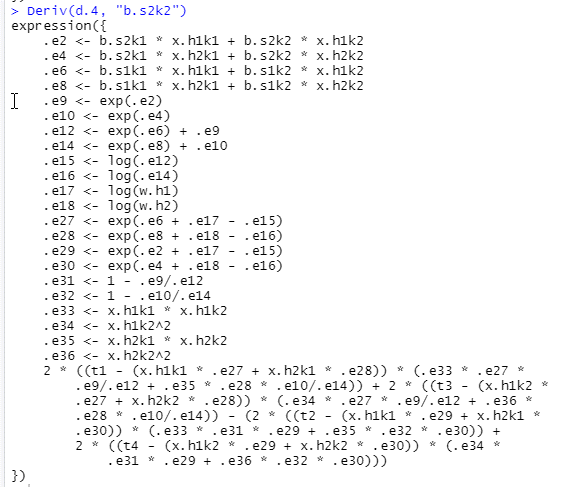 > Deriv(d.4, "b.s2k2")
expression({
    .e2 <- b.s2k1 * x.h1k1 + b.s2k2 * x.h1k2
    .e4 <- b.s2k1 * x.h2k1 + b.s2k2 * x.h2k2
    .e6 <- b.s1k1 * x.h1k1 + b.s1k2 * x.h1k2
    .e8 <- b.s1k1 * x.h2k1 + b.s1k2 * x.h2k2
    .e9 <- exp(.e2)
    .e10 <- exp(.e4)
    .e12 <- exp(.e6) + .e9
    .e14 <- exp(.e8) + .e10
    .e15 <- log(.e12)
    .e16 <- log(.e14)
    .e17 <- log(w.h1)
    .e18 <- log(w.h2)
    .e27 <- exp(.e6 + .e17 - .e15)
    .e28 <- exp(.e8 + .e18 - .e16)
    .e29 <- exp(.e2 + .e17 - .e15)
    .e30 <- exp(.e4 + .e18 - .e16)
    .e31 <- 1 - .e9/.e12
    .e32 <- 1 - .e10/.e14
    .e33 <- x.h1k1 * x.h1k2
    .e34 <- x.h1k2^2
    .e35 <- x.h2k1 * x.h2k2
    .e36 <- x.h2k2^2
    2 * ((t1 - (x.h1k1 * .e27 + x.h2k1 * .e28)) * (.e33 * .e27 *
        .e9/.e12 + .e35 * .e28 * .e10/.e14)) + 2 * ((t3 - (x.h1k2 *
        .e27 + x.h2k2 * .e28)) * (.e34 * .e27 * .e9/.e12 + .e36 *
        .e28 * .e10/.e14)) - (2 * ((t2 - (x.h1k1 * .e29 + x.h2k1 *
        .e30)) * (.e33 * .e31 * .e29 + .e35 * .e32 * .e30)) +
        2 * ((t4 - (x.h1k2 * .e29 + x.h2k2 * .e30)) * (.e34 *
            .e31 * .e29 + .e36 * .e32 * .e30)))
})